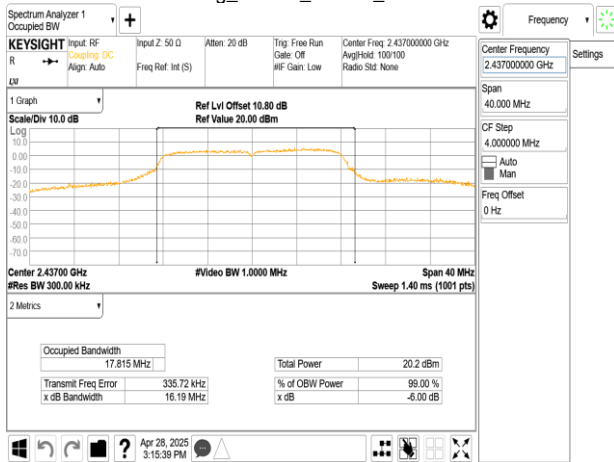 Spectrum Analyzer 1
Occupied BW
+
Frequency
KEYSIGHT
R
LXI
Input: RF
Coupling: DC
Align: Auto
Input Z: 50 Ω
Freq Ref: Int (S)
Atten: 20 dB
Trig: Free Run
Gate: Off
#IF Gain: Low
Center Freq: 2.437000000 GHz
Avg|Hold: 100/100
Radio Std: None
Center Frequency
2.437000000 GHz
Settings
Span
40.000 MHz
CF Step
4.000000 MHz
Auto
Man
Freq Offset
0 Hz
1 Graph
Scale/Div 10.0 dB
Ref Lvl Offset 10.80 dB
Ref Value 20.00 dBm
Log
10.0
0.00
-10.0
-20.0
-30.0
-40.0
-50.0
-60.0
-70.0
Center 2.43700 GHz
#Res BW 300.00 kHz
#Video BW 1.0000 MHz
Span 40 MHz
Sweep 1.40 ms (1001 pts)
2 Metrics
Occupied Bandwidth
17.815 MHz
Total Power 20.2 dBm
Transmit Freq Error 335.72 kHz
% of OBW Power 99.00 %
x dB Bandwidth 16.19 MHz
x dB -6.00 dB
?
Apr 28, 2025
3:15:39 PM